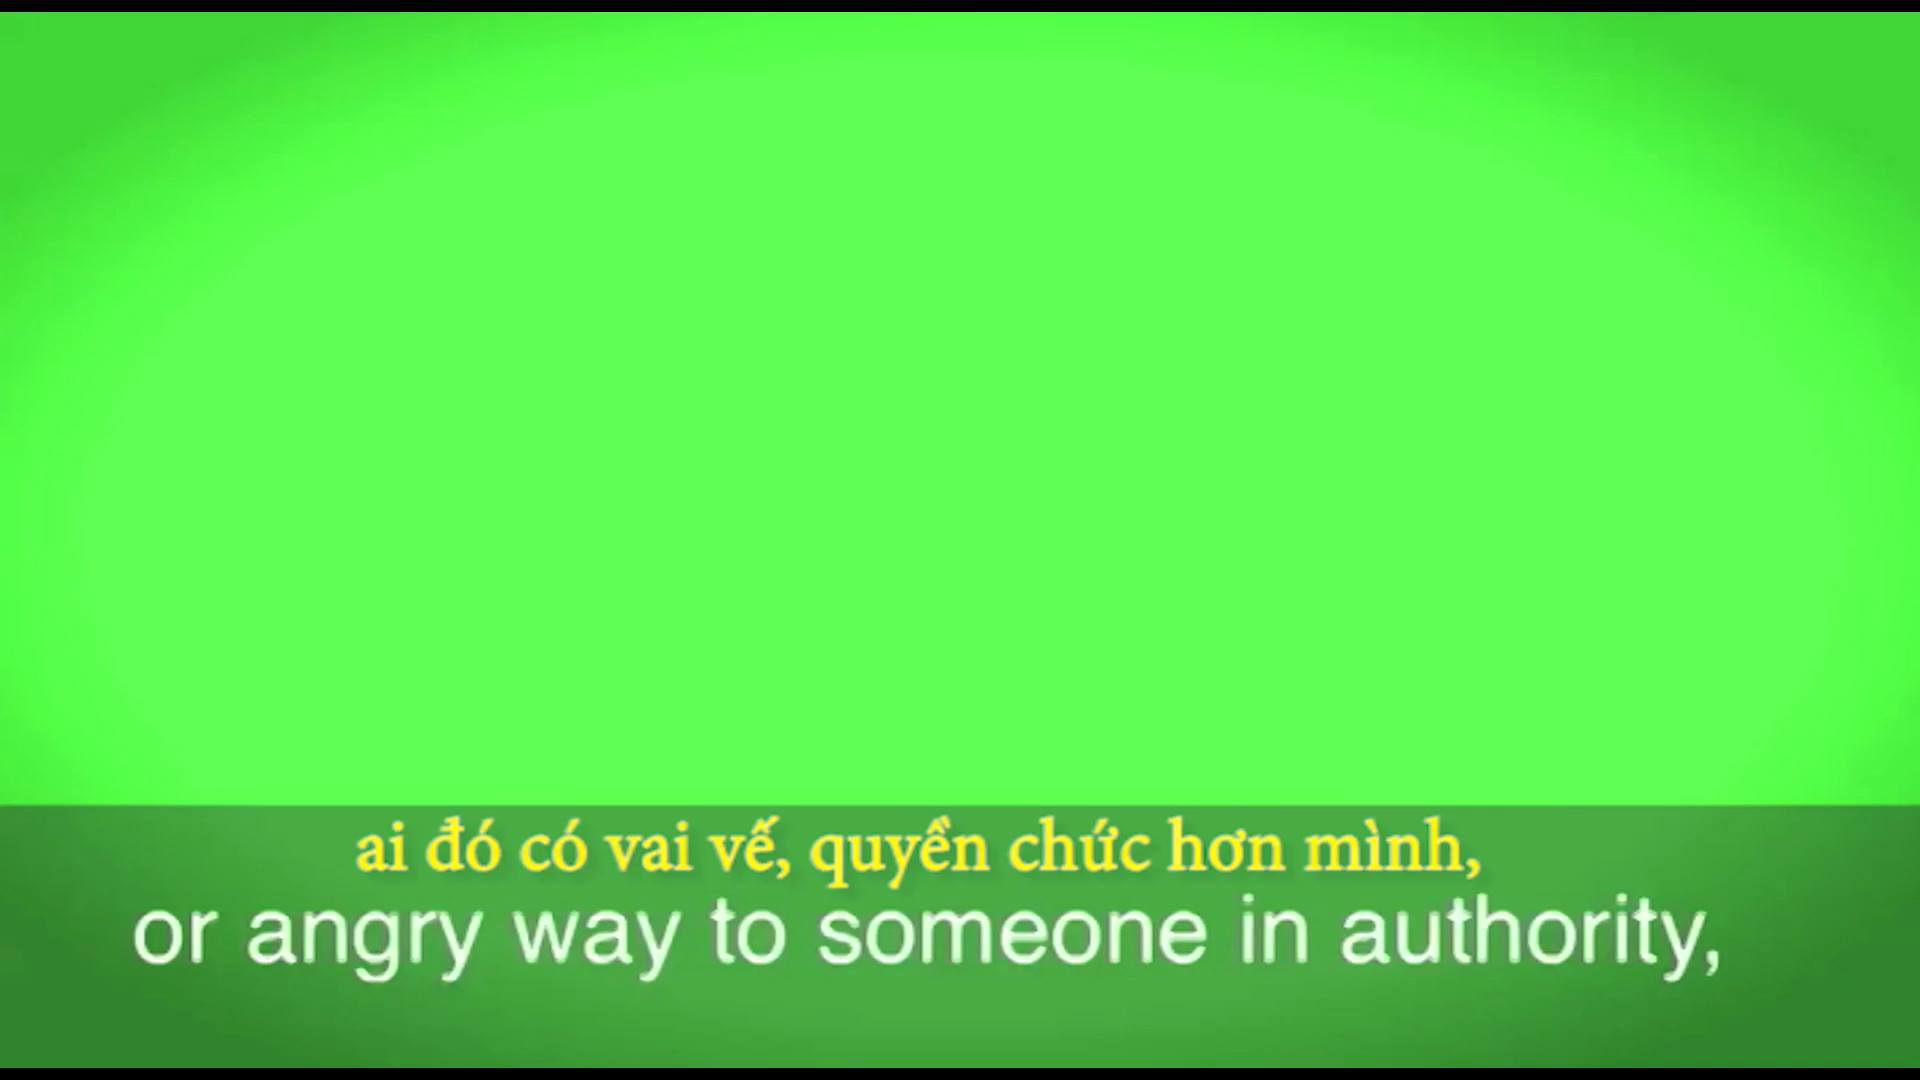 ai đó có vai vế, quyền chức hơn mình,
or angry way to someone in authority,